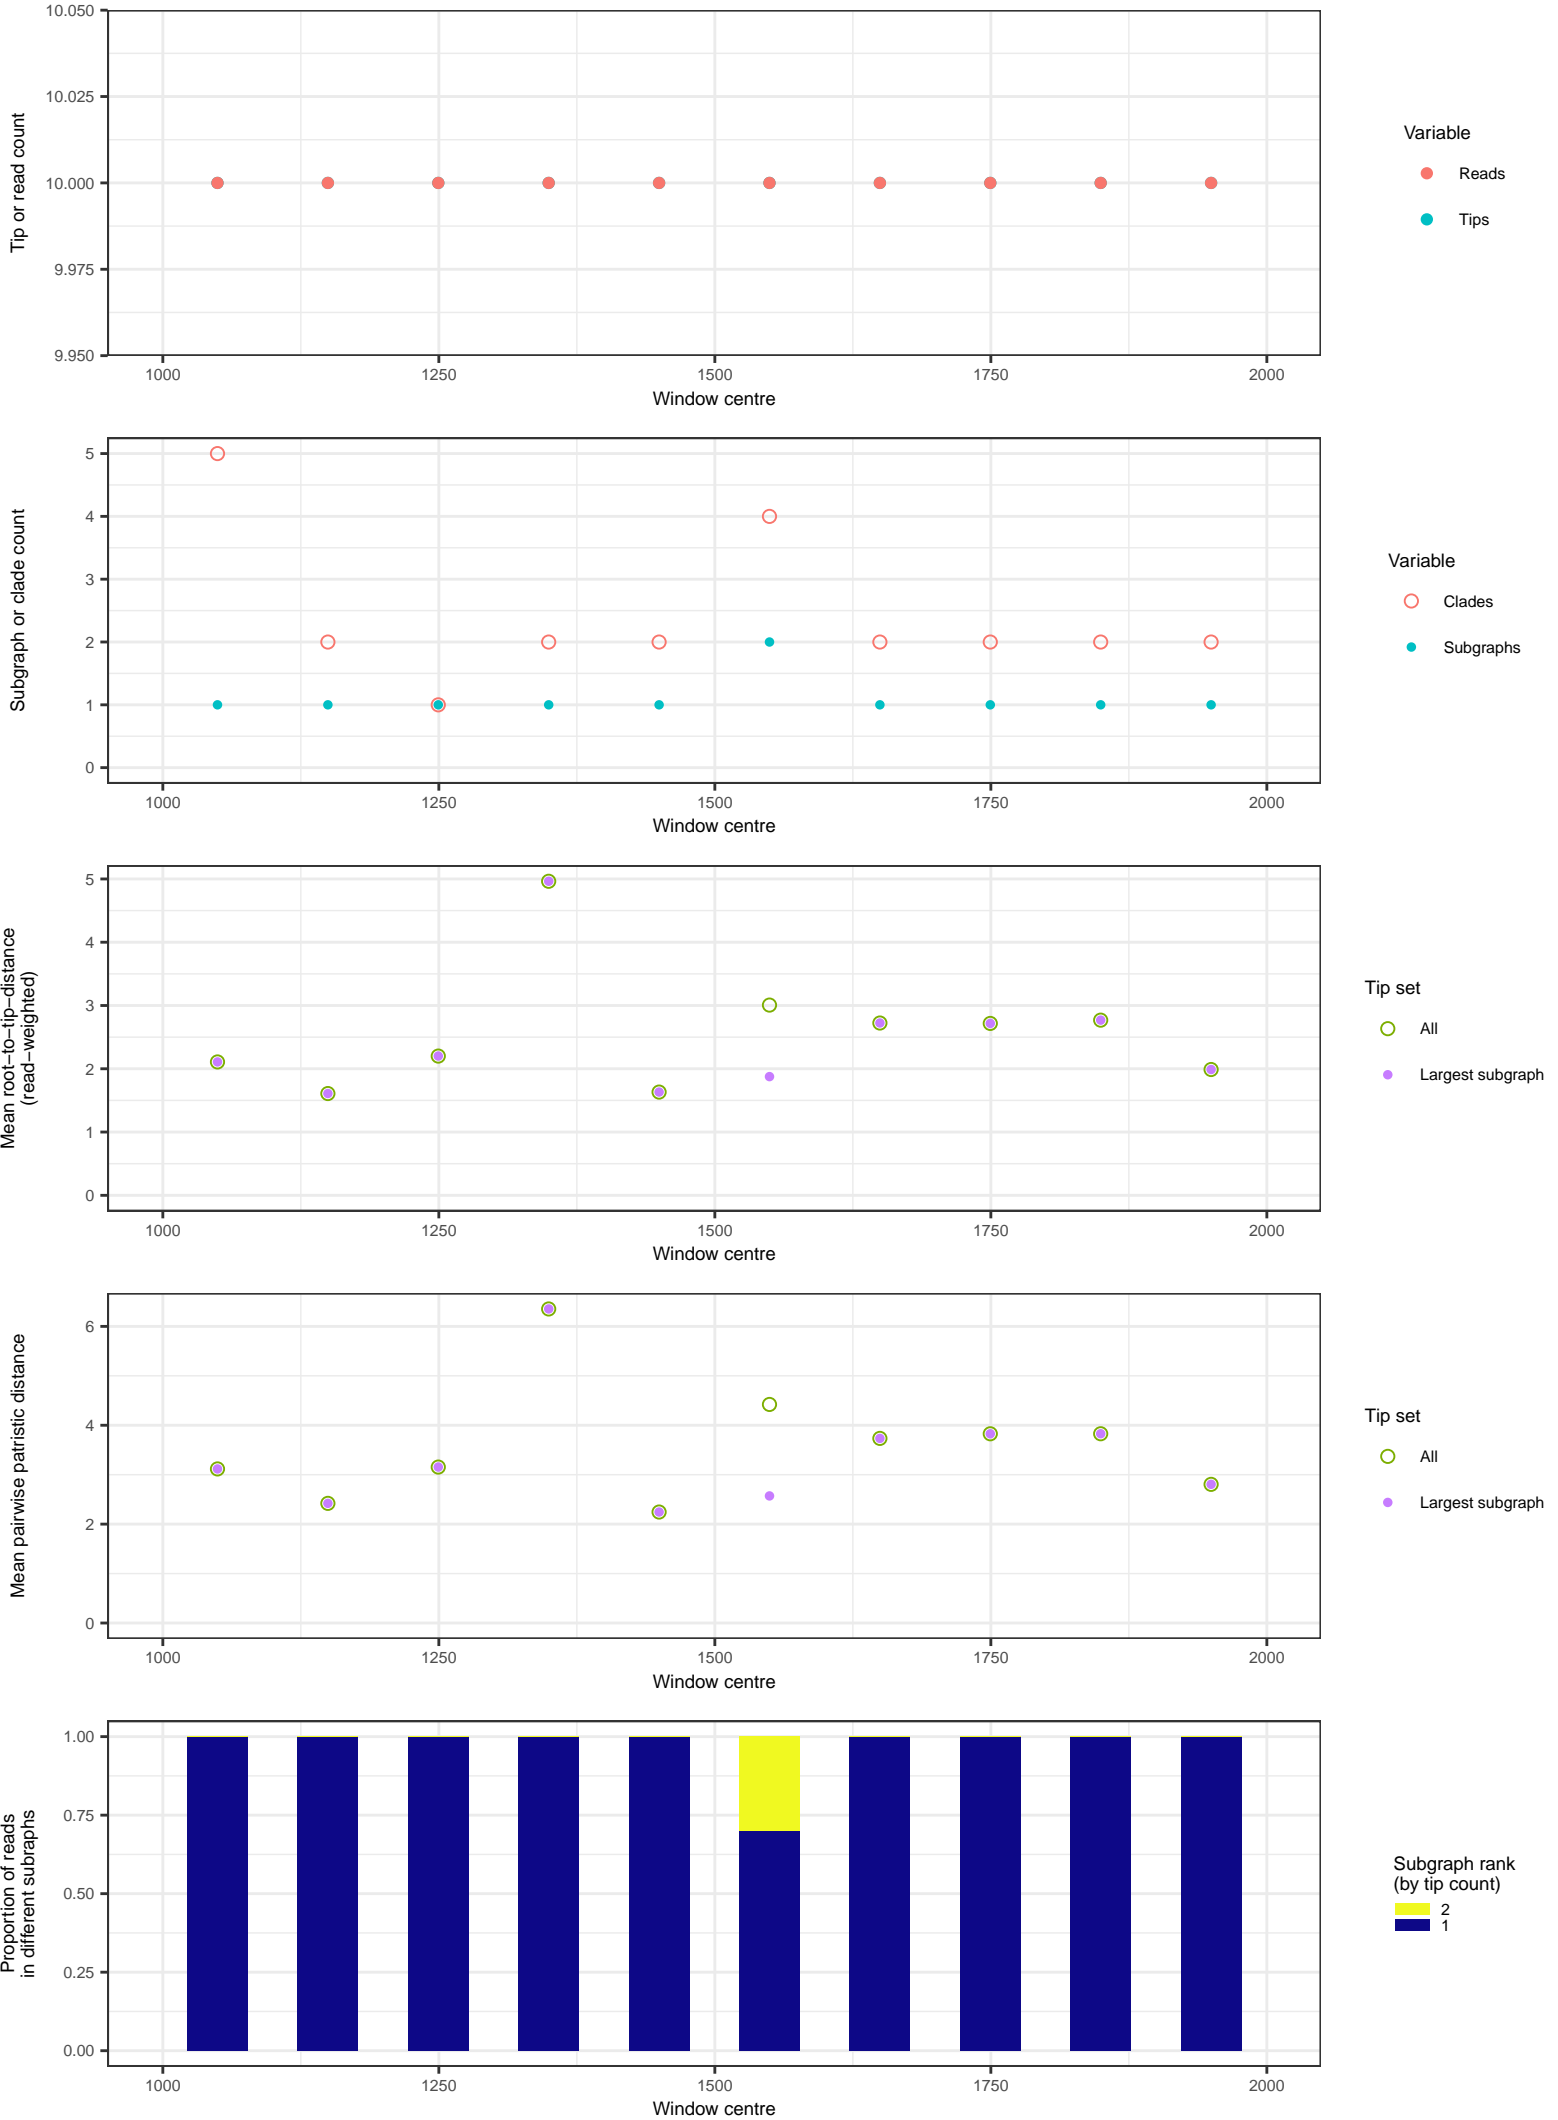 10.050
10.025
10.000
9.975
9.950
Tip or read count
1000 1250 1500 1750 2000
Window centre
Variable
Reads
Tips
5
4
3
2
1
0
Subgraph or clade count
1000 1250 1500 1750 2000
Window centre
Variable
Clades
Subgraphs
5
4
3
2
1
0
Mean root−to−tip−distance
(read−weighted)
1000 1250 1500 1750 2000
Window centre
Tip set
All
Largest subgraph
6
4
2
0
Mean pairwise patristic distance
1000 1250 1500 1750 2000
Window centre
Tip set
All
Largest subgraph
1.00
0.75
0.50
0.25
0.00
Proportion of reads
in different subraphs
1000 1250 1500 1750 2000
Window centre
Subgraph rank
(by tip count)
2
1